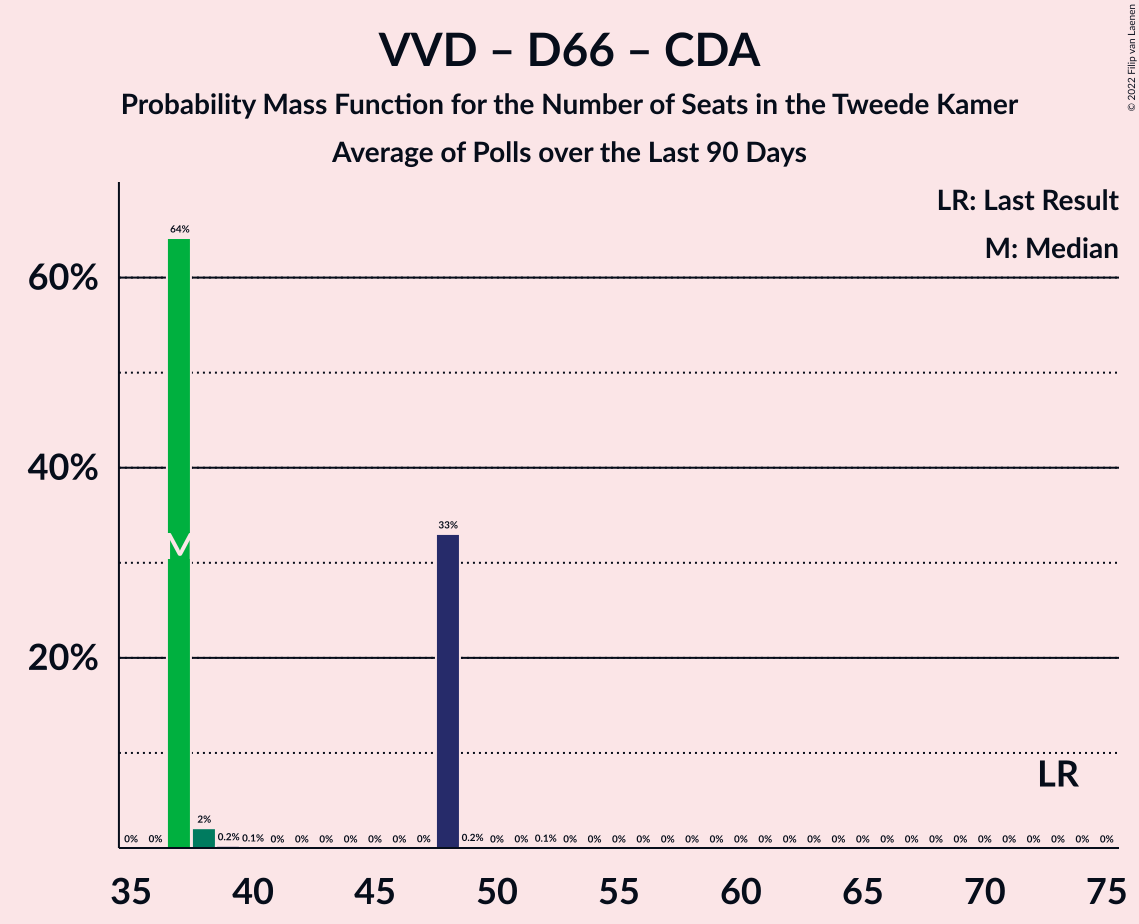 VVD – D66 – CDA
Probability Mass Function for the Number of Seats in the Tweede Kamer
Average of Polls over the Last 90 Days
© 2022 Filip van Laenen
LR: Last Result
M: Median
60%
40%
20%
64%
M
33%
LR
0% 0% 2% 0.2% 0.1% 0% 0% 0% 0% 0% 0% 0% 0.2% 0% 0% 0.1% 0% 0% 0% 0% 0% 0% 0% 0% 0% 0% 0% 0% 0% 0% 0% 0% 0% 0% 0% 0% 0% 0% 0%
35 40 45 50 55 60 65 70 75